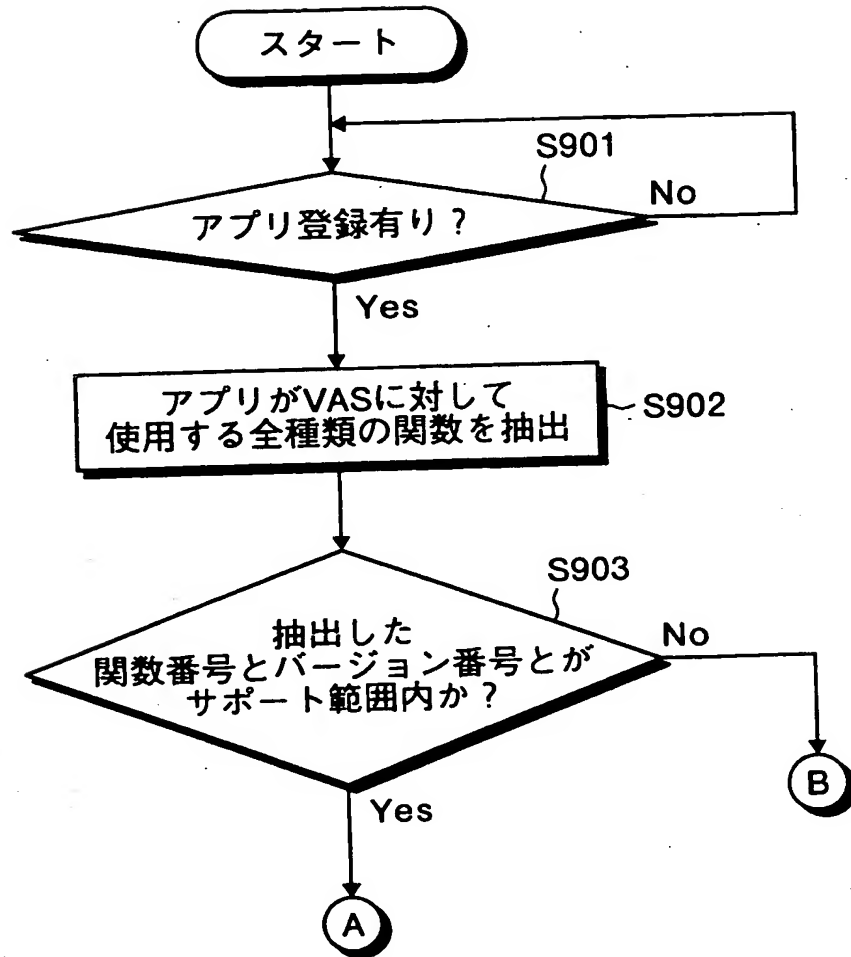 スタート
S901
No
アプリ登録有り？
Yes
アプリがVASに対して
使用する全種類の関数を抽出
S902
S903
抽出した
関数番号とバージョン番号とが
サポート範囲内か？
No
B
Yes
A